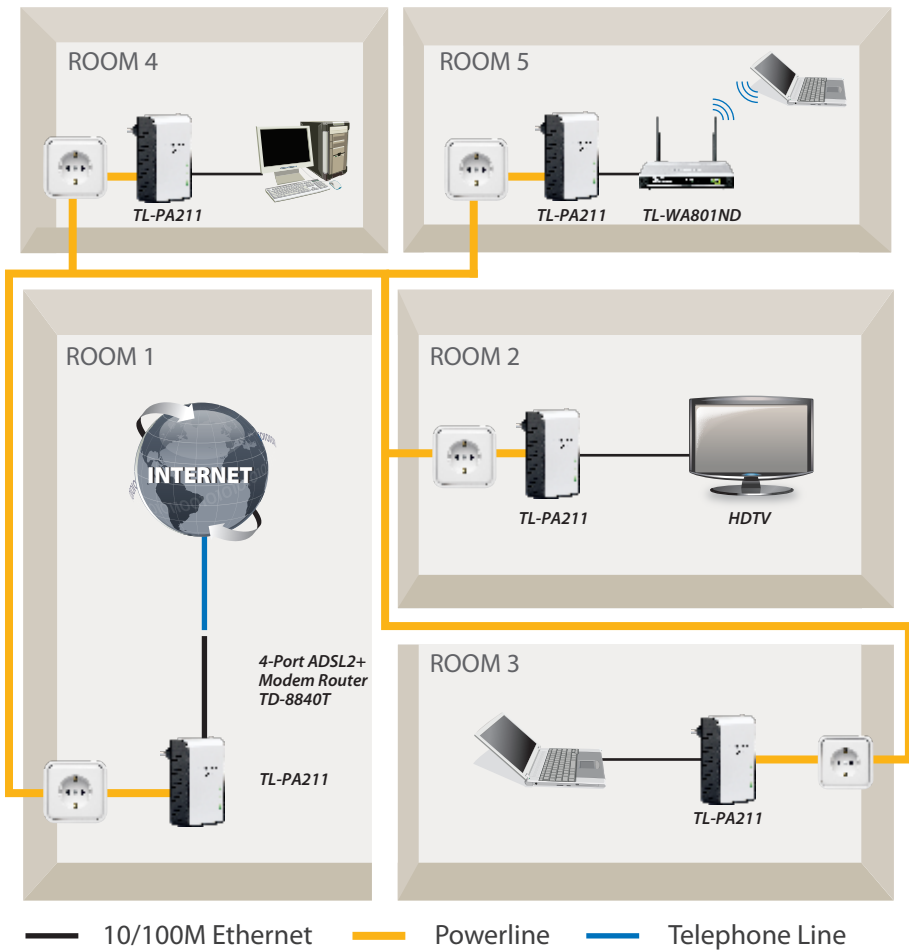 ROOM 4
TL-PA211
ROOM 5
TL-PA211
TL-WA801ND
ROOM 1
INTERNET
4-Port ADSL2+
Modem Router
TD-8840T
TL-PA211
ROOM 2
TL-PA211
HDTV
ROOM 3
TL-PA211
10/100M Ethernet
Powerline
Telephone Line